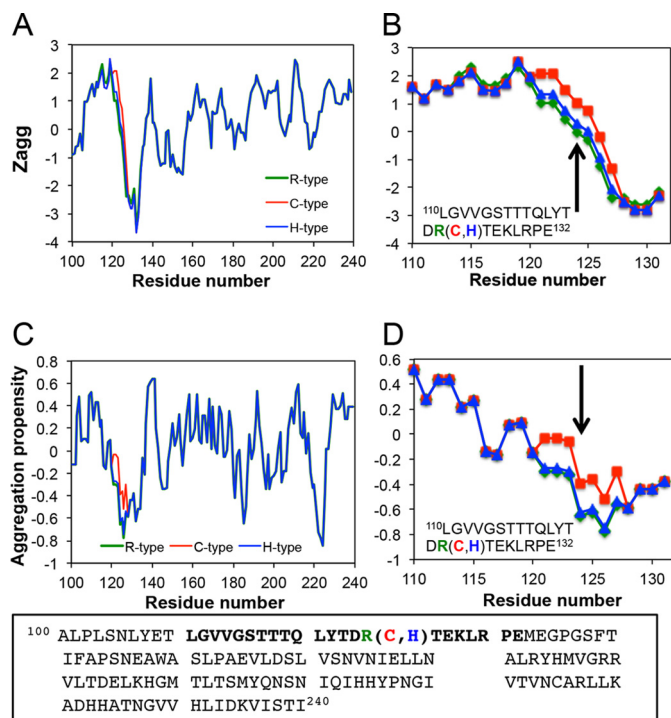 A
Zagg
3
2
1
0
-1
-2
-3
-4
R-type
C-type
H-type
100 120 140 160 180 200 220 240
Residue number
B
3
2
1
0
-1
-2
-3
-4
110LGVVGSTTTQLYT
DR(C,H)TEKLRPE132
110 115 120 125 130
Residue number
C
Aggregation propensity
0.8
0.6
0.4
0.2
0
-0.2
-0.4
-0.6
-0.8
-1
R-type C-type H-type
100 120 140 160 180 200 220 240
Residue number
D
0.6
0.4
0.2
0
-0.2
-0.4
-0.6
-0.8
-1
110LGVVGSTTTQLYT
DR(C,H)TEKLRPE132
110 115 120 125 130
Residue number
100 ALPLSNLYET LGVVGSTTTQ LYTDR(C,H)TEKLR PEMEGPGSFT
IFAPSNEAWA SLPAEVLDSL VSNVNIELLN ALRYHMVGRR
VLTDELKHGM TLTSMYQNSN IQIHHYPNGI VTVNCARLLK
ADHHATNGVV HLIDKVISTI240